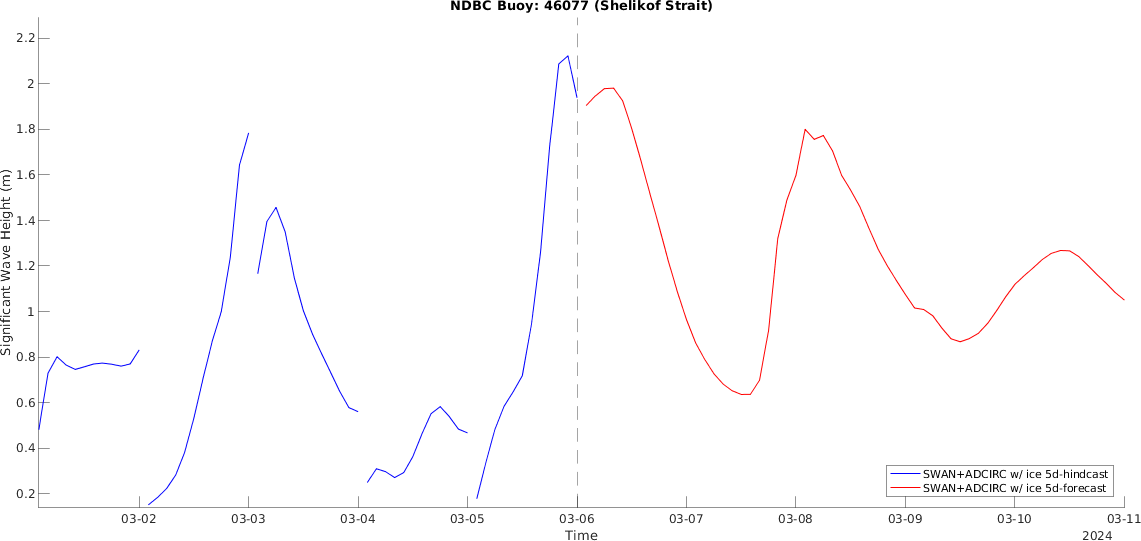 NDBC Buoy: 46077 (Shelikof Strait)
Significant Wave Height (m)
2.2
2
1.8
1.6
1.4
1.2
1
0.8
0.6
0.4
0.2
SWAN+ADCIRC w/ ice 5d-hindcast
SWAN+ADCIRC w/ ice 5d-forecast
03-02 03-03 03-04 03-05 03-06 03-07 03-08 03-09 03-10 03-11
Time
2024